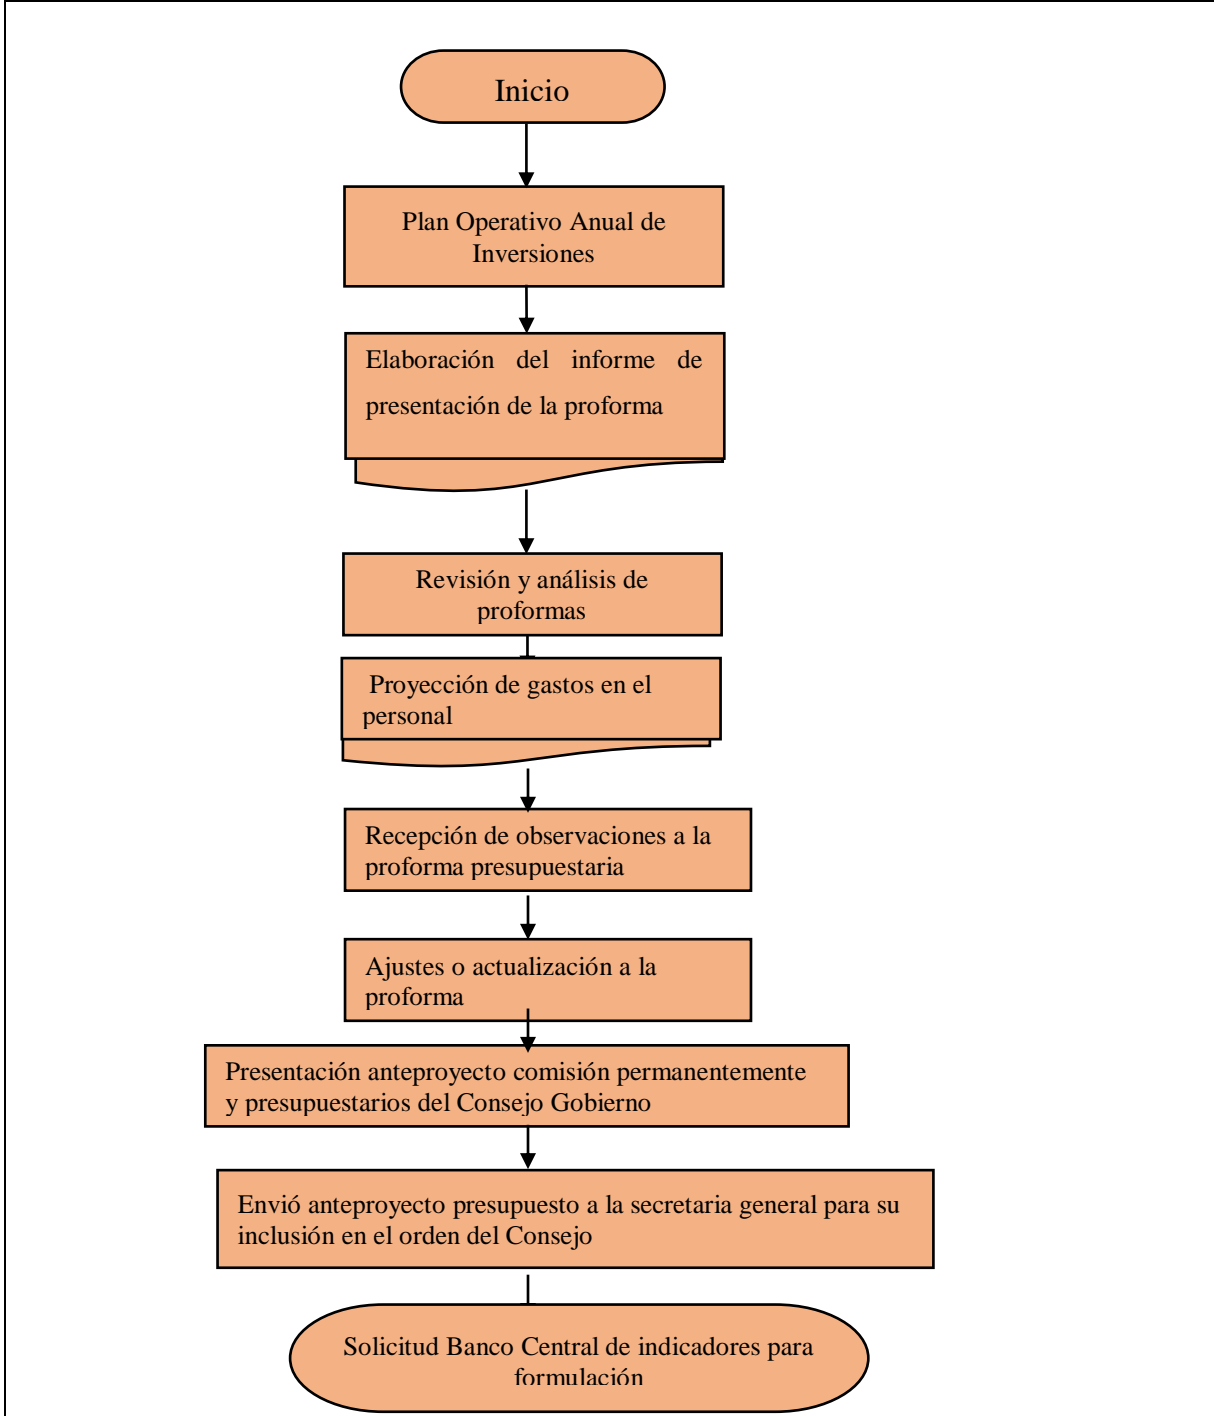 Inicio
Plan Operativo Anual de
Inversiones
Elaboración del informe de
presentación de la proforma
Revisión y análisis de
proformas
Proyección de gastos en el
personal
Recepción de observaciones a la
proforma presupuestaria
Ajustes o actualización a la
proforma
Presentación anteproyecto comisión permanentemente
y presupuestarios del Consejo Gobierno
Envió anteproyecto presupuesto a la secretaria general para su
inclusión en el orden del Consejo
Solicitud Banco Central de indicadores para
formulación